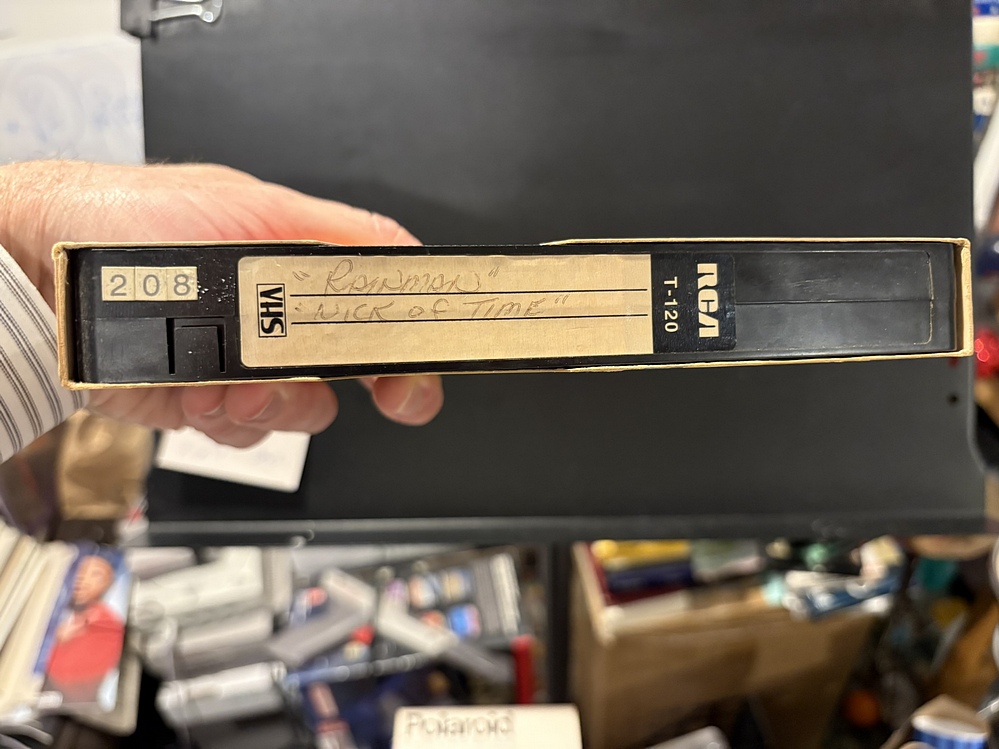 208
VHS
"RAINMAN"
"NICK OF TIME"
T-120
RCA
Polaroid